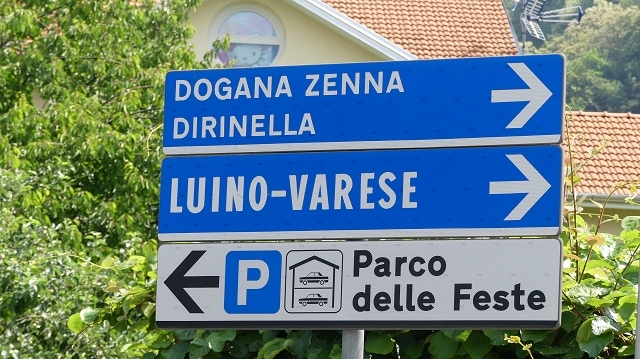 DOGANA ZENNA
DIRINELLA
LUINO-VARESE
P
Parco
delle Feste